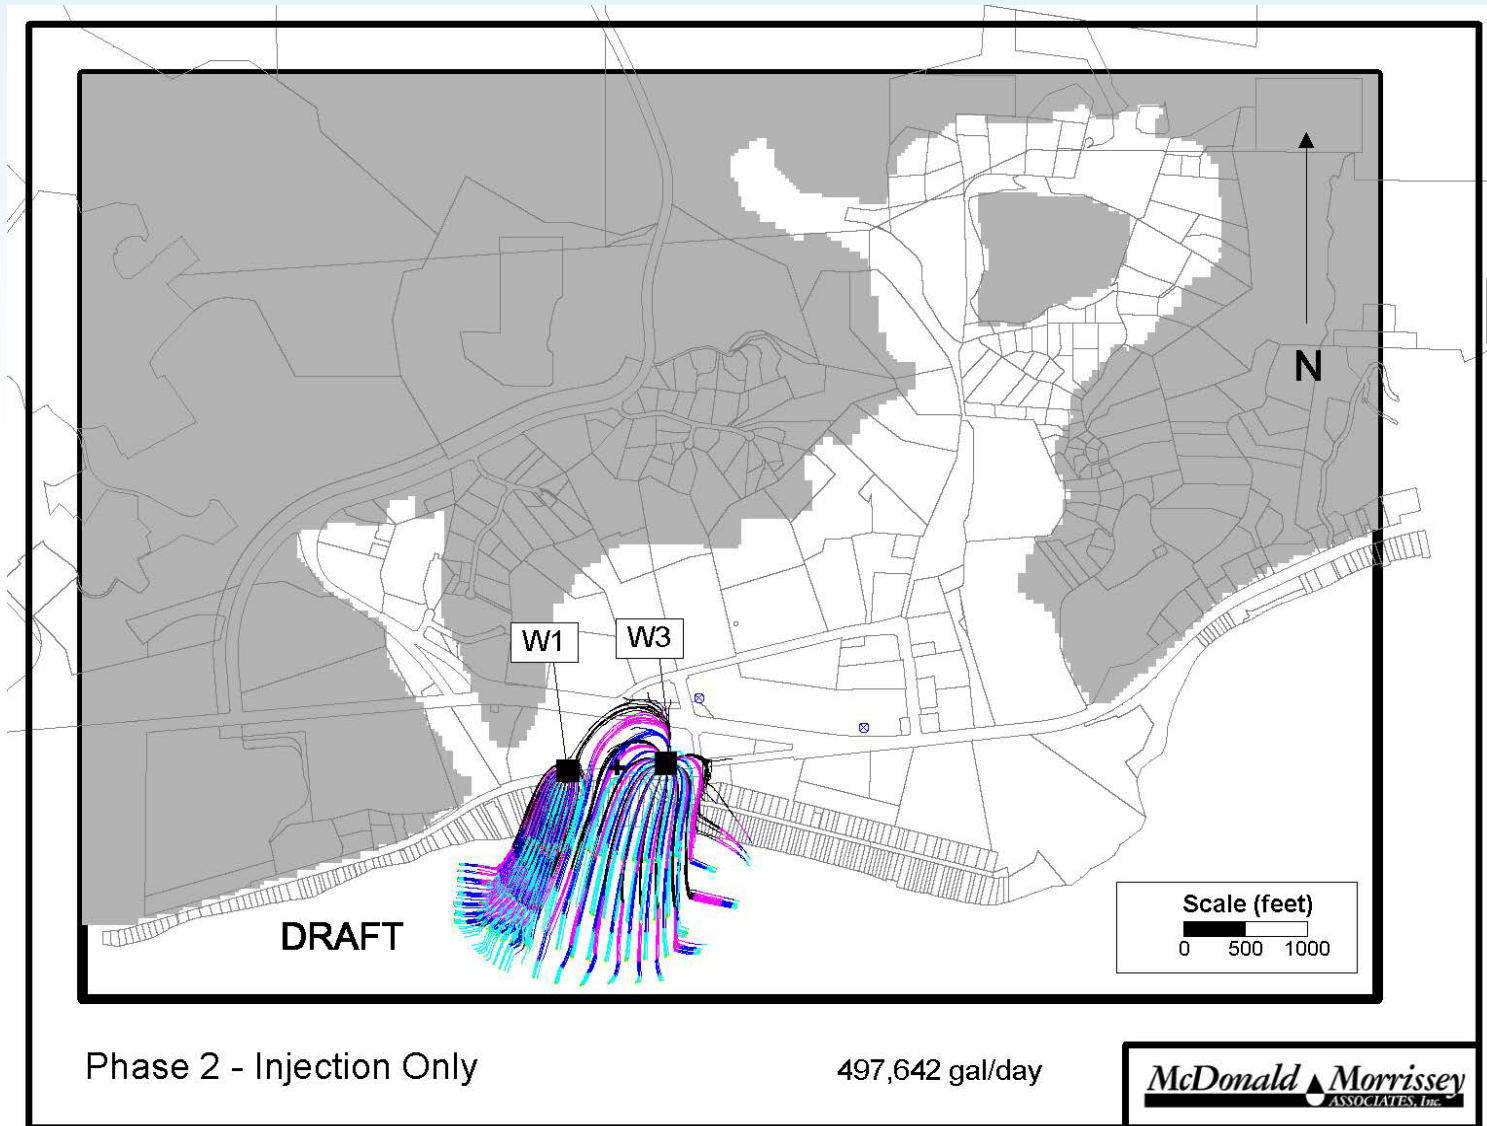 N
W1
W3
DRAFT
Scale (feet)
0 500 1000
Phase 2 - Injection Only
497,642 gal/day
McDonald Morrissey
ASSOCIATES, Inc.